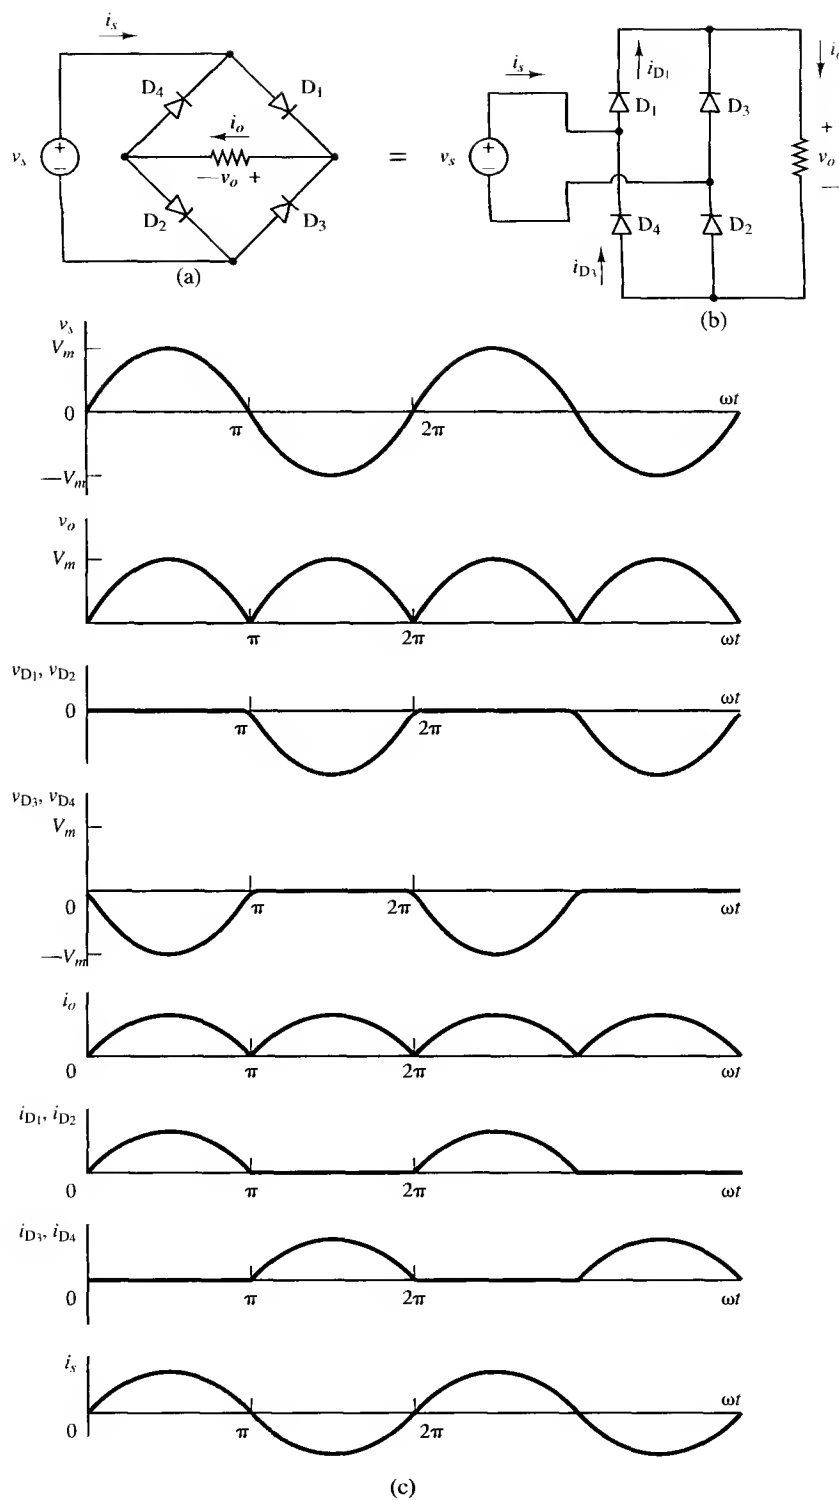 i_s
D₄ D₁
i_o
v_s + − — v_o +
D₂ D₃
(a)
=
i_s i_D₁ i_o
D₁ D₃
v_s + − + v_o —
D₄ D₂
i_D₃
(b)
v_s
V_m
0 π 2π ωt
—V_m
v_o
V_m
π 2π ωt
v_D₁, v_D₂
0 π 2π ωt
v_D₃, v_D₄
V_m
0 π 2π ωt
—V_m
i_o
0 π 2π ωt
i_D₁, i_D₂
0 π 2π ωt
i_D₃, i_D₄
0 π 2π ωt
i_s
0 π 2π ωt
(c)